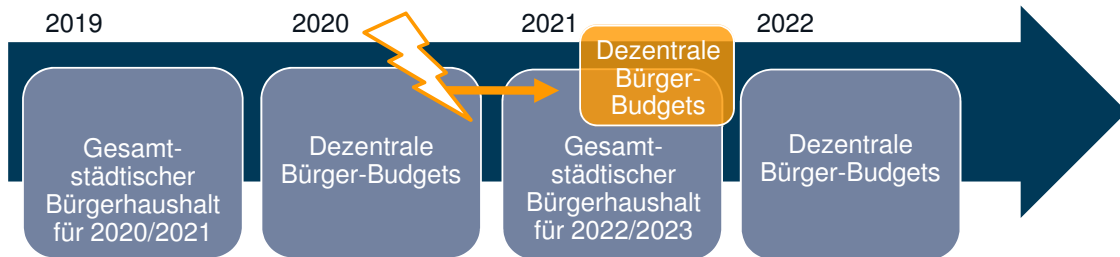 2019
2020
2021
2022
Gesamt-
städtischer
Bürgerhaushalt
für 2020/2021
Dezentrale
Bürger-Budgets
Dezentrale
Bürger-
Budgets
Gesamt-
städtischer
Bürgerhaushalt
für 2022/2023
Dezentrale
Bürger-Budgets